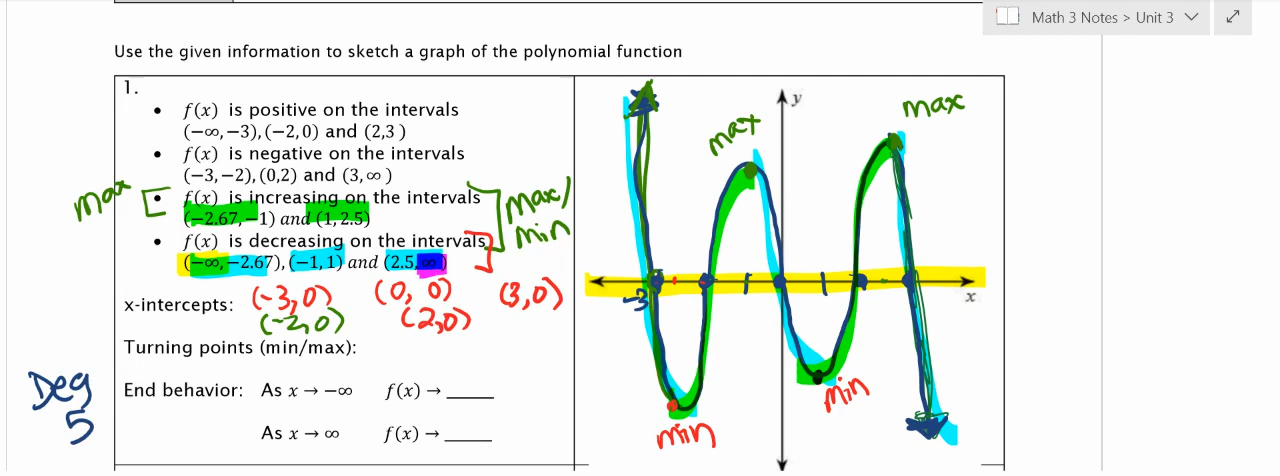 Math 3 Notes > Unit 3
Use the given information to sketch a graph of the polynomial function
1.
• f(x) is positive on the intervals
(−∞,−3),(−2,0) and (2,3 )
• f(x) is negative on the intervals
(−3,−2),(0,2) and (3,∞ )
max
• f(x) is increasing on the intervals
(−2.67,−1) and (1,2.5)
• f(x) is decreasing on the intervals
(−∞,−2.67),(−1,1) and (2.5,∞ )
max/
min
x-intercepts: (-3,0) (0, 0) (3,0)
(-2,0) (2,0)
Turning points (min/max):
Deg
5
End behavior: As x → −∞ f(x) → _____
As x → ∞ f(x) → _____
y
max
max
-3
x
min
min